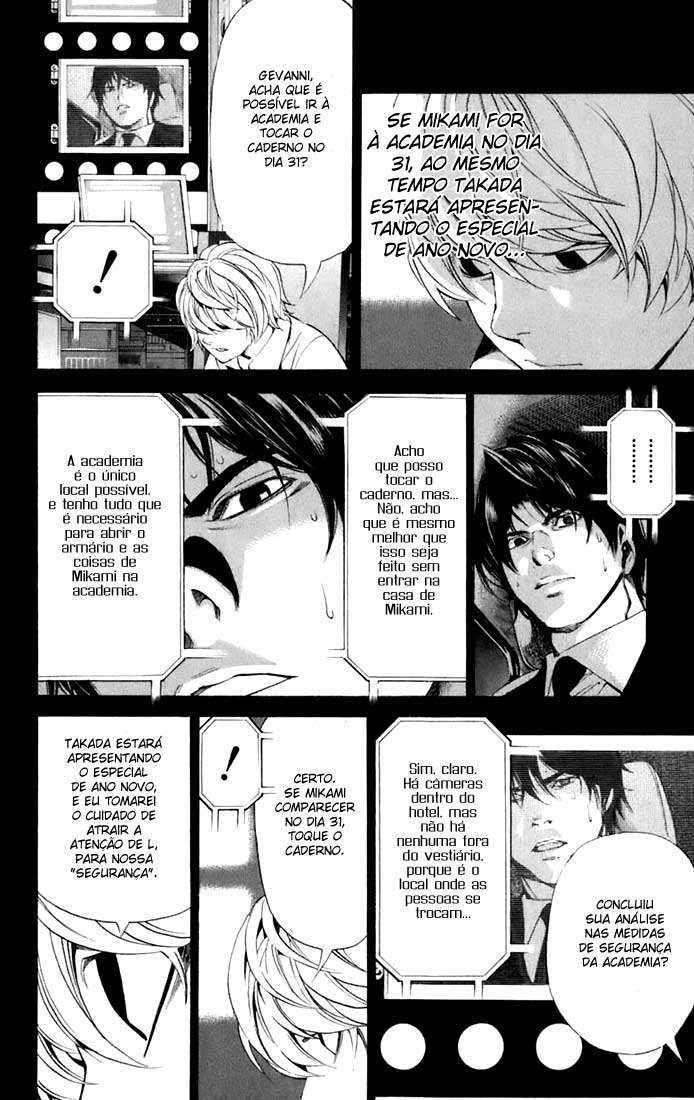 SE MIKAMI FOR
À ACADEMIA NO DIA
31, AO MESMO
TEMPO TAKADA
ESTARÁ APRESEN-
TANDO O ESPECIAL
DE ANO NOVO...
GEVANNI,
ACHA QUE É
POSSÍVEL IR À
ACADEMIA E
TOCAR O
CADERNO NO
DIA 31?
!
.........
Acho
que posso
tocar o
caderno, mas...
Não, acho
que é mesmo
melhor que
isso seja
feito sem
entrar na
casa de
Mikami.
A academia
é o único
local possivel,
e tenho tudo que
é necessário
para abrir o
armário e as
coisas de
Mikami na
academia.
CONCLUIU
SUA ANÁLISE
NAS MEDIDAS
DE SEGURANÇA
DA ACADEMIA?
Sim, claro.
Há câmeras
dentro do
hotel, mas
não há
nenhuma fora
do vestiário,
porque é o
local onde as
pessoas se
trocam...
CERTO.
SE MIKAMI
COMPARECER
NO DIA 31,
TOQUE O
CADERNO.
!
TAKADA ESTARÁ
APRESENTANDO
O ESPECIAL
DE ANO NOVO,
E EU TOMAREI
O CUIDADO DE
ATRAIR A
ATENÇÃO DE L,
PARA NOSSA
"SEGURANÇA".